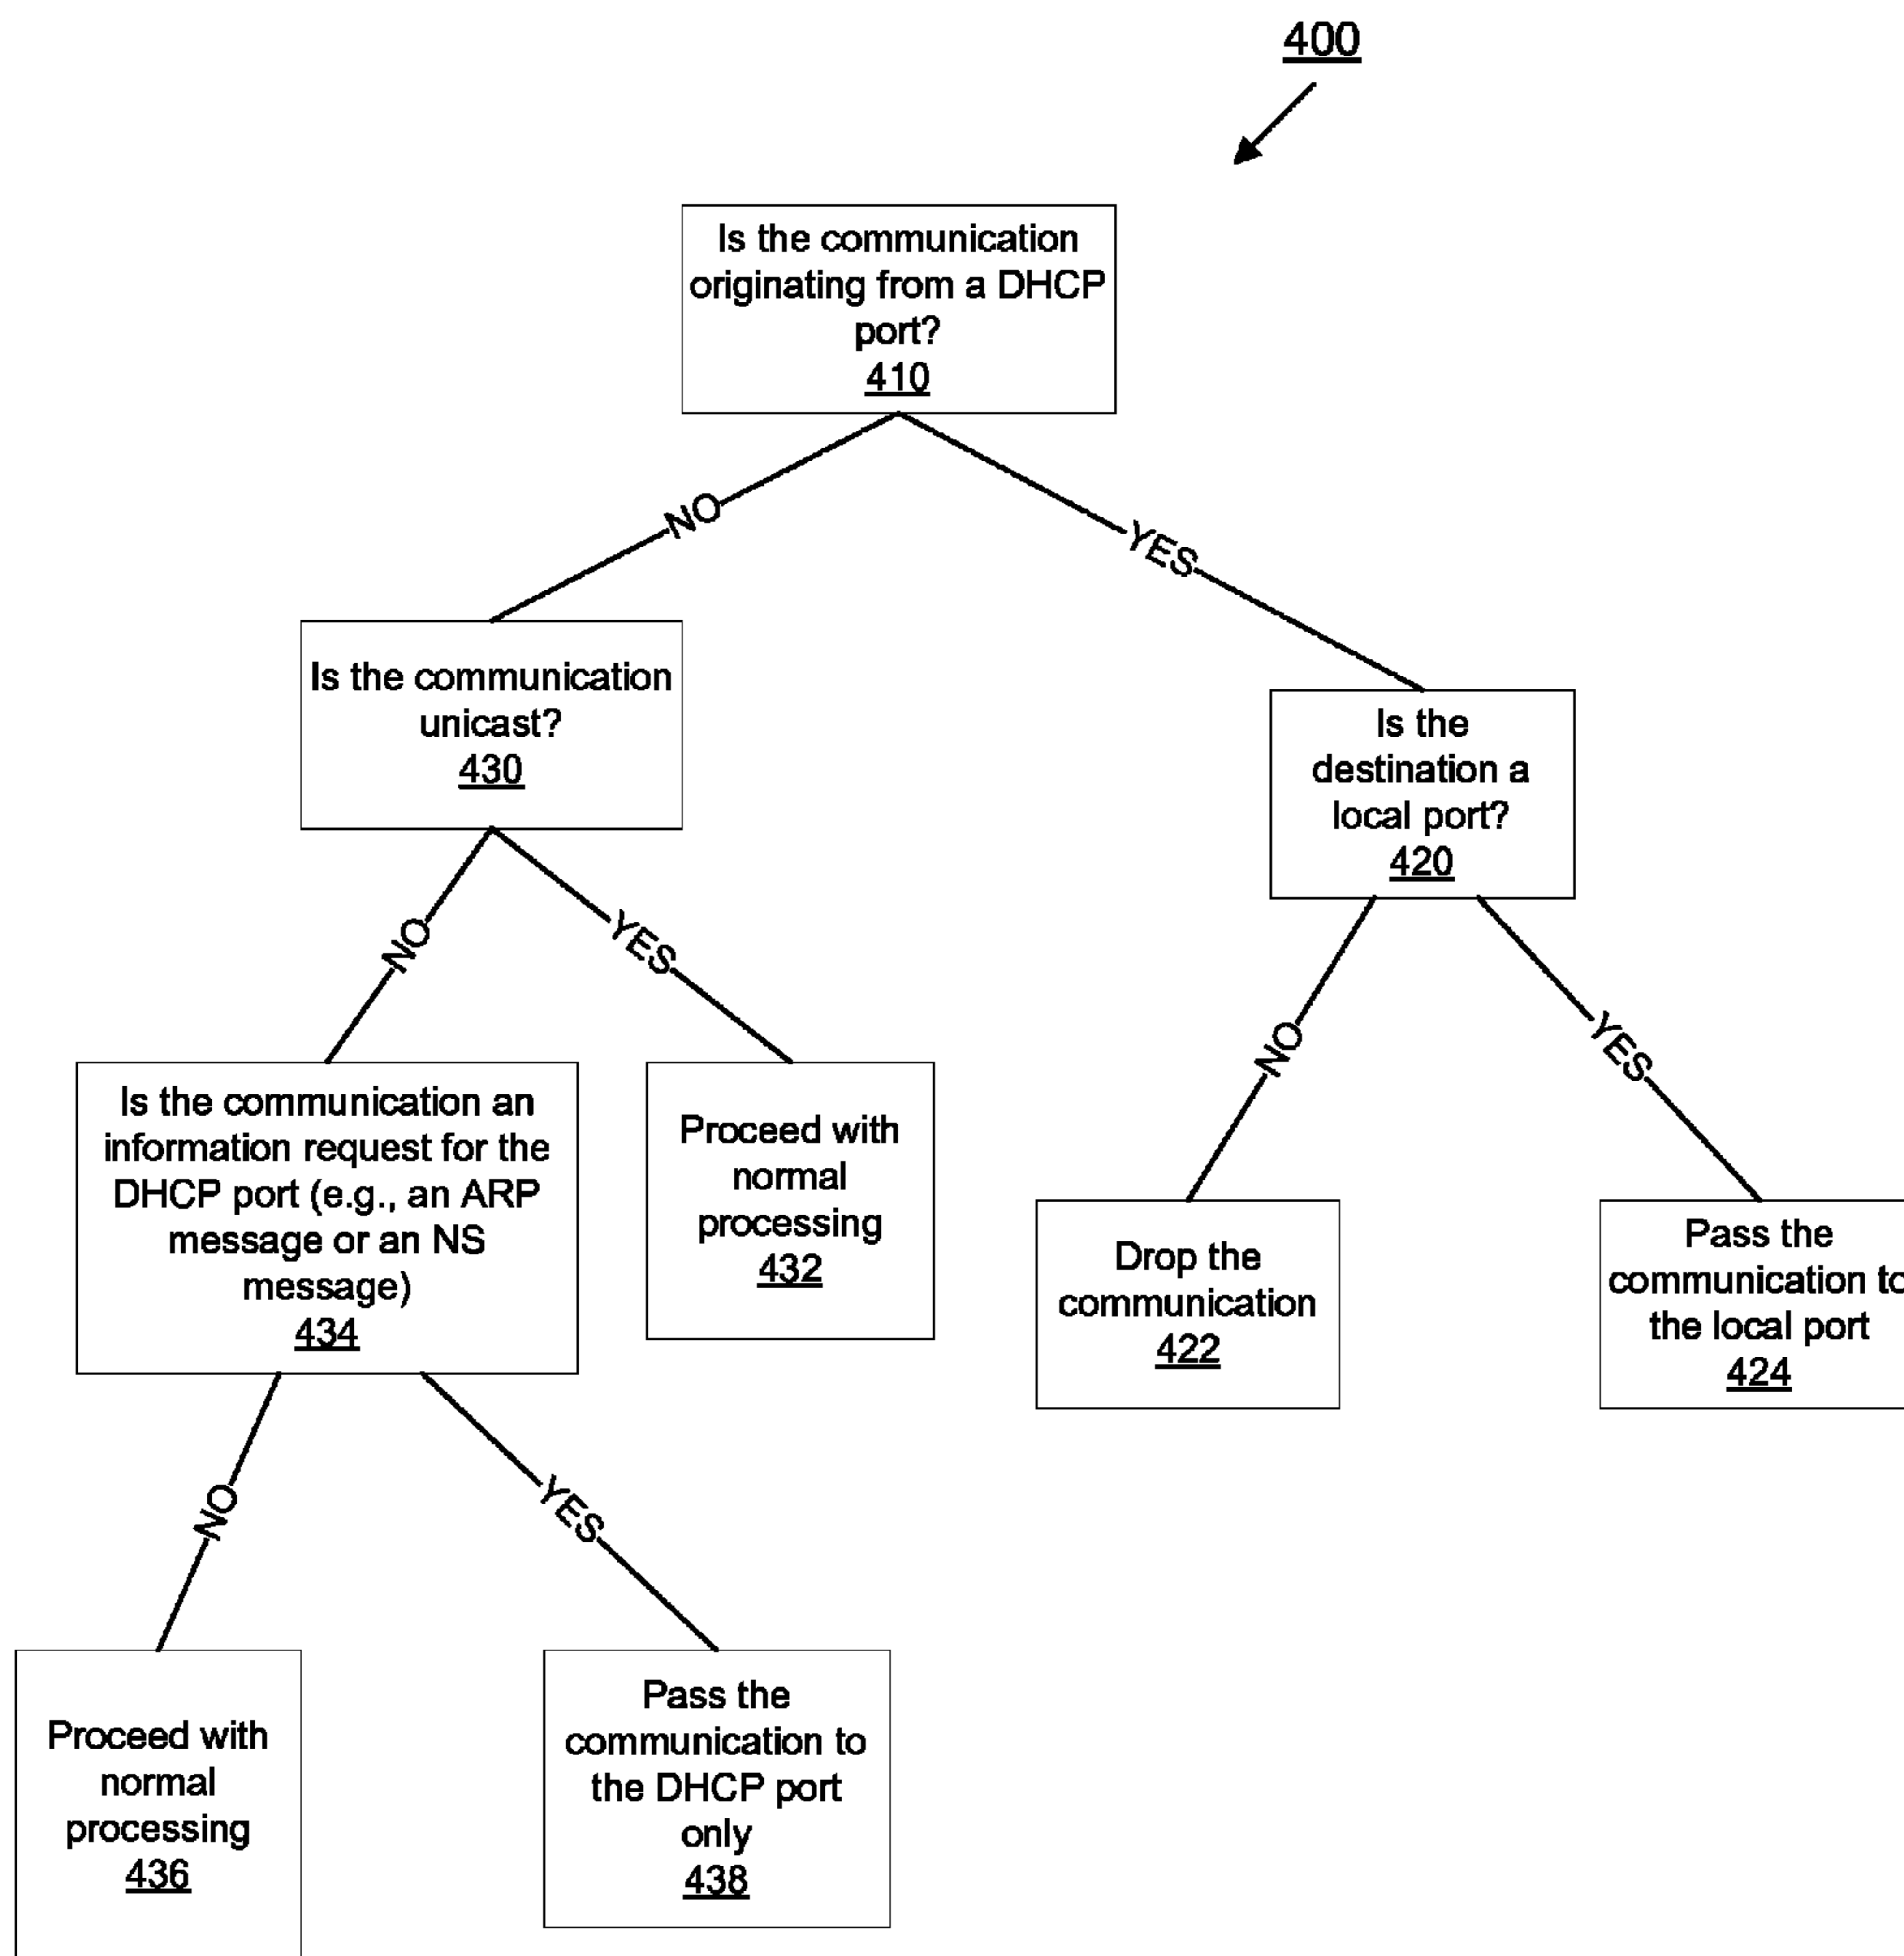 400
Is the communication
originating from a DHCP
port?
410
NO
YES
Is the communication
unicast?
430
Is the
destination a
local port?
420
NO
YES
NO
YES
Is the communication an
information request for the
DHCP port (e.g., an ARP
message or an NS
message)
434
Proceed with
normal
processing
432
Drop the
communication
422
Pass the
communication to
the local port
424
NO
YES
Proceed with
normal
processing
436
Pass the
communication to
the DHCP port
only
438